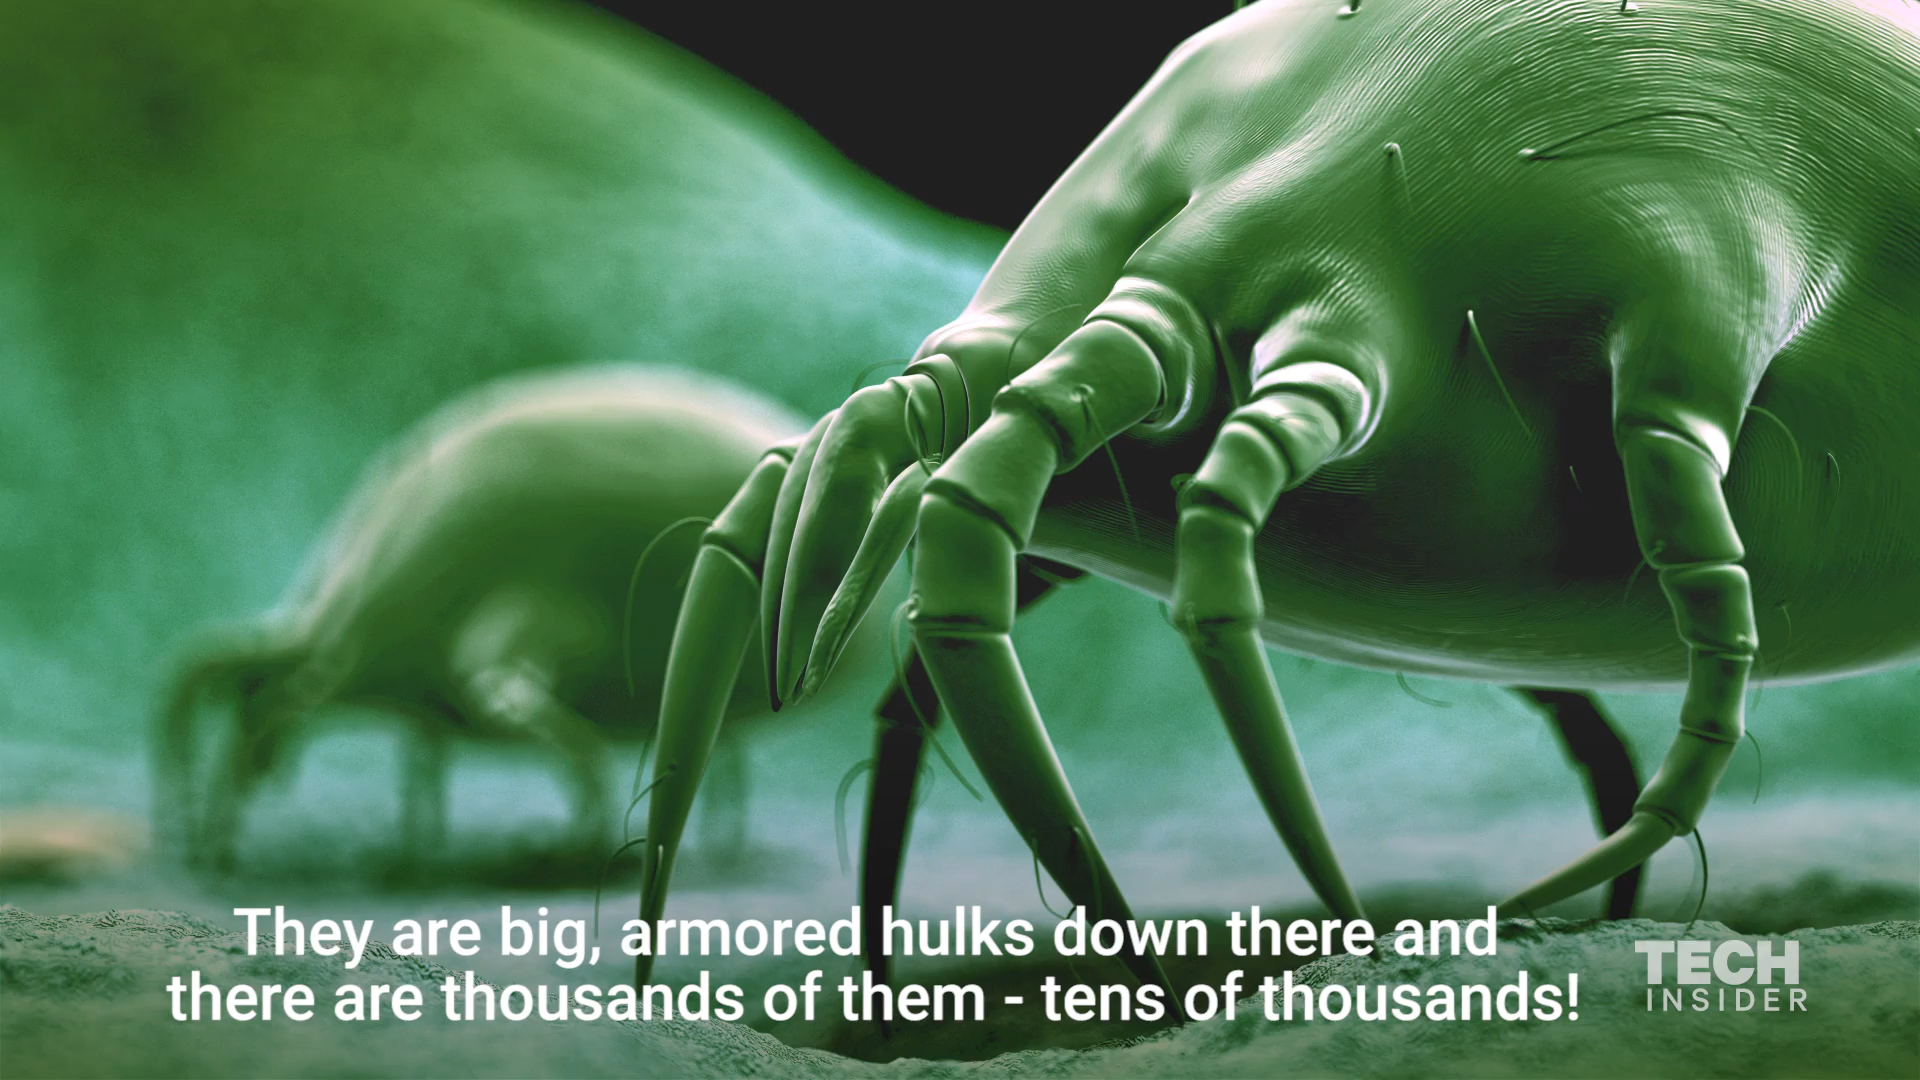 They are big, armored hulks down there and
there are thousands of them - tens of thousands!
TECH
INSIDER